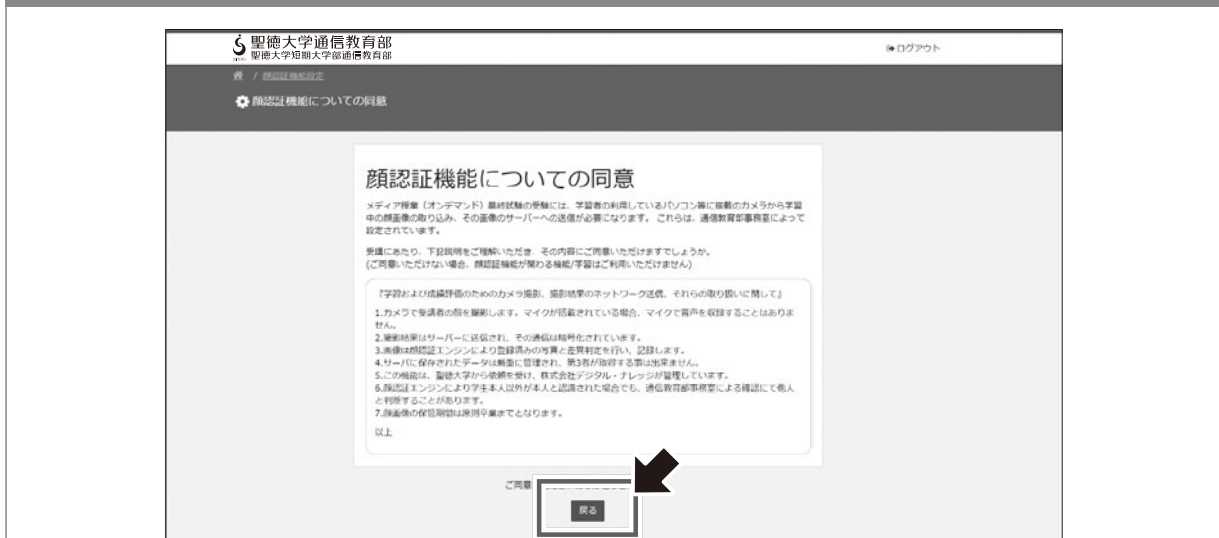 聖徳大学通信教育部
聖徳大学短期大学部通信教育部
ログアウト
/ 顔認証機能設定
顔認証機能についての同意
顔認証機能についての同意
メディア授業（オンデマンド）最終試験の受験には、学習者の利用しているパソコン等に搭載のカメラから学習
中の顔画像の取り込み、その画像のサーバーへの送信が必要になります。 これらは、通信教育部事務室によって
設定されています。
受講にあたり、下記説明をご理解いただき、その内容にご同意いただけますでしょうか。
(ご同意いただけない場合、顔認証機能が関わる機能/学習はご利用いただけません)
『学習および成績評価のためのカメラ撮影、撮影結果のネットワーク送信、それらの取り扱いに関して』
1.カメラで受講者の顔を撮影します。マイクが搭載されている場合、マイクで音声を収録することはありま
せん。
2.撮影結果はサーバーに送信され、その通信は暗号化されています。
3.画像は顔認証エンジンにより登録済みの写真と差異判定を行い、記録します。
4.サーバに保存されたデータは厳重に管理され、第3者が取得する事は出来ません。
5.この機能は、聖徳大学から依頼を受け、株式会社デジタル・ナレッジが管理しています。
6.顔認証エンジンにより学生本人以外が本人と認識された場合でも、通信教育部事務室による確認にて他人
と判断することがあります。
7.顔画像の保管期間は原則卒業までとなります。
以上
ご同意
戻る